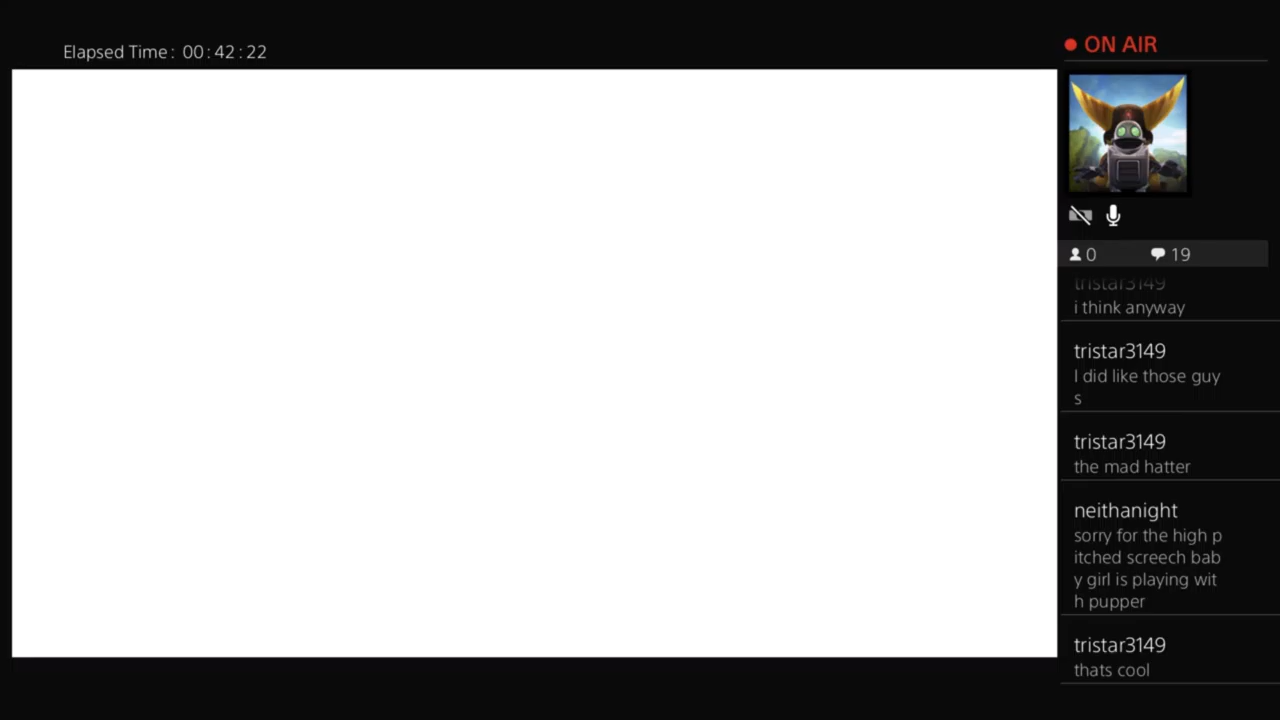 Elapsed Time: 00:42:22
ON AIR
0 19
tristar3149
i think anyway
tristar3149
I did like those guy
s
tristar3149
the mad hatter
neithanight
sorry for the high p
itched screech bab
y girl is playing wit
h pupper
tristar3149
thats cool